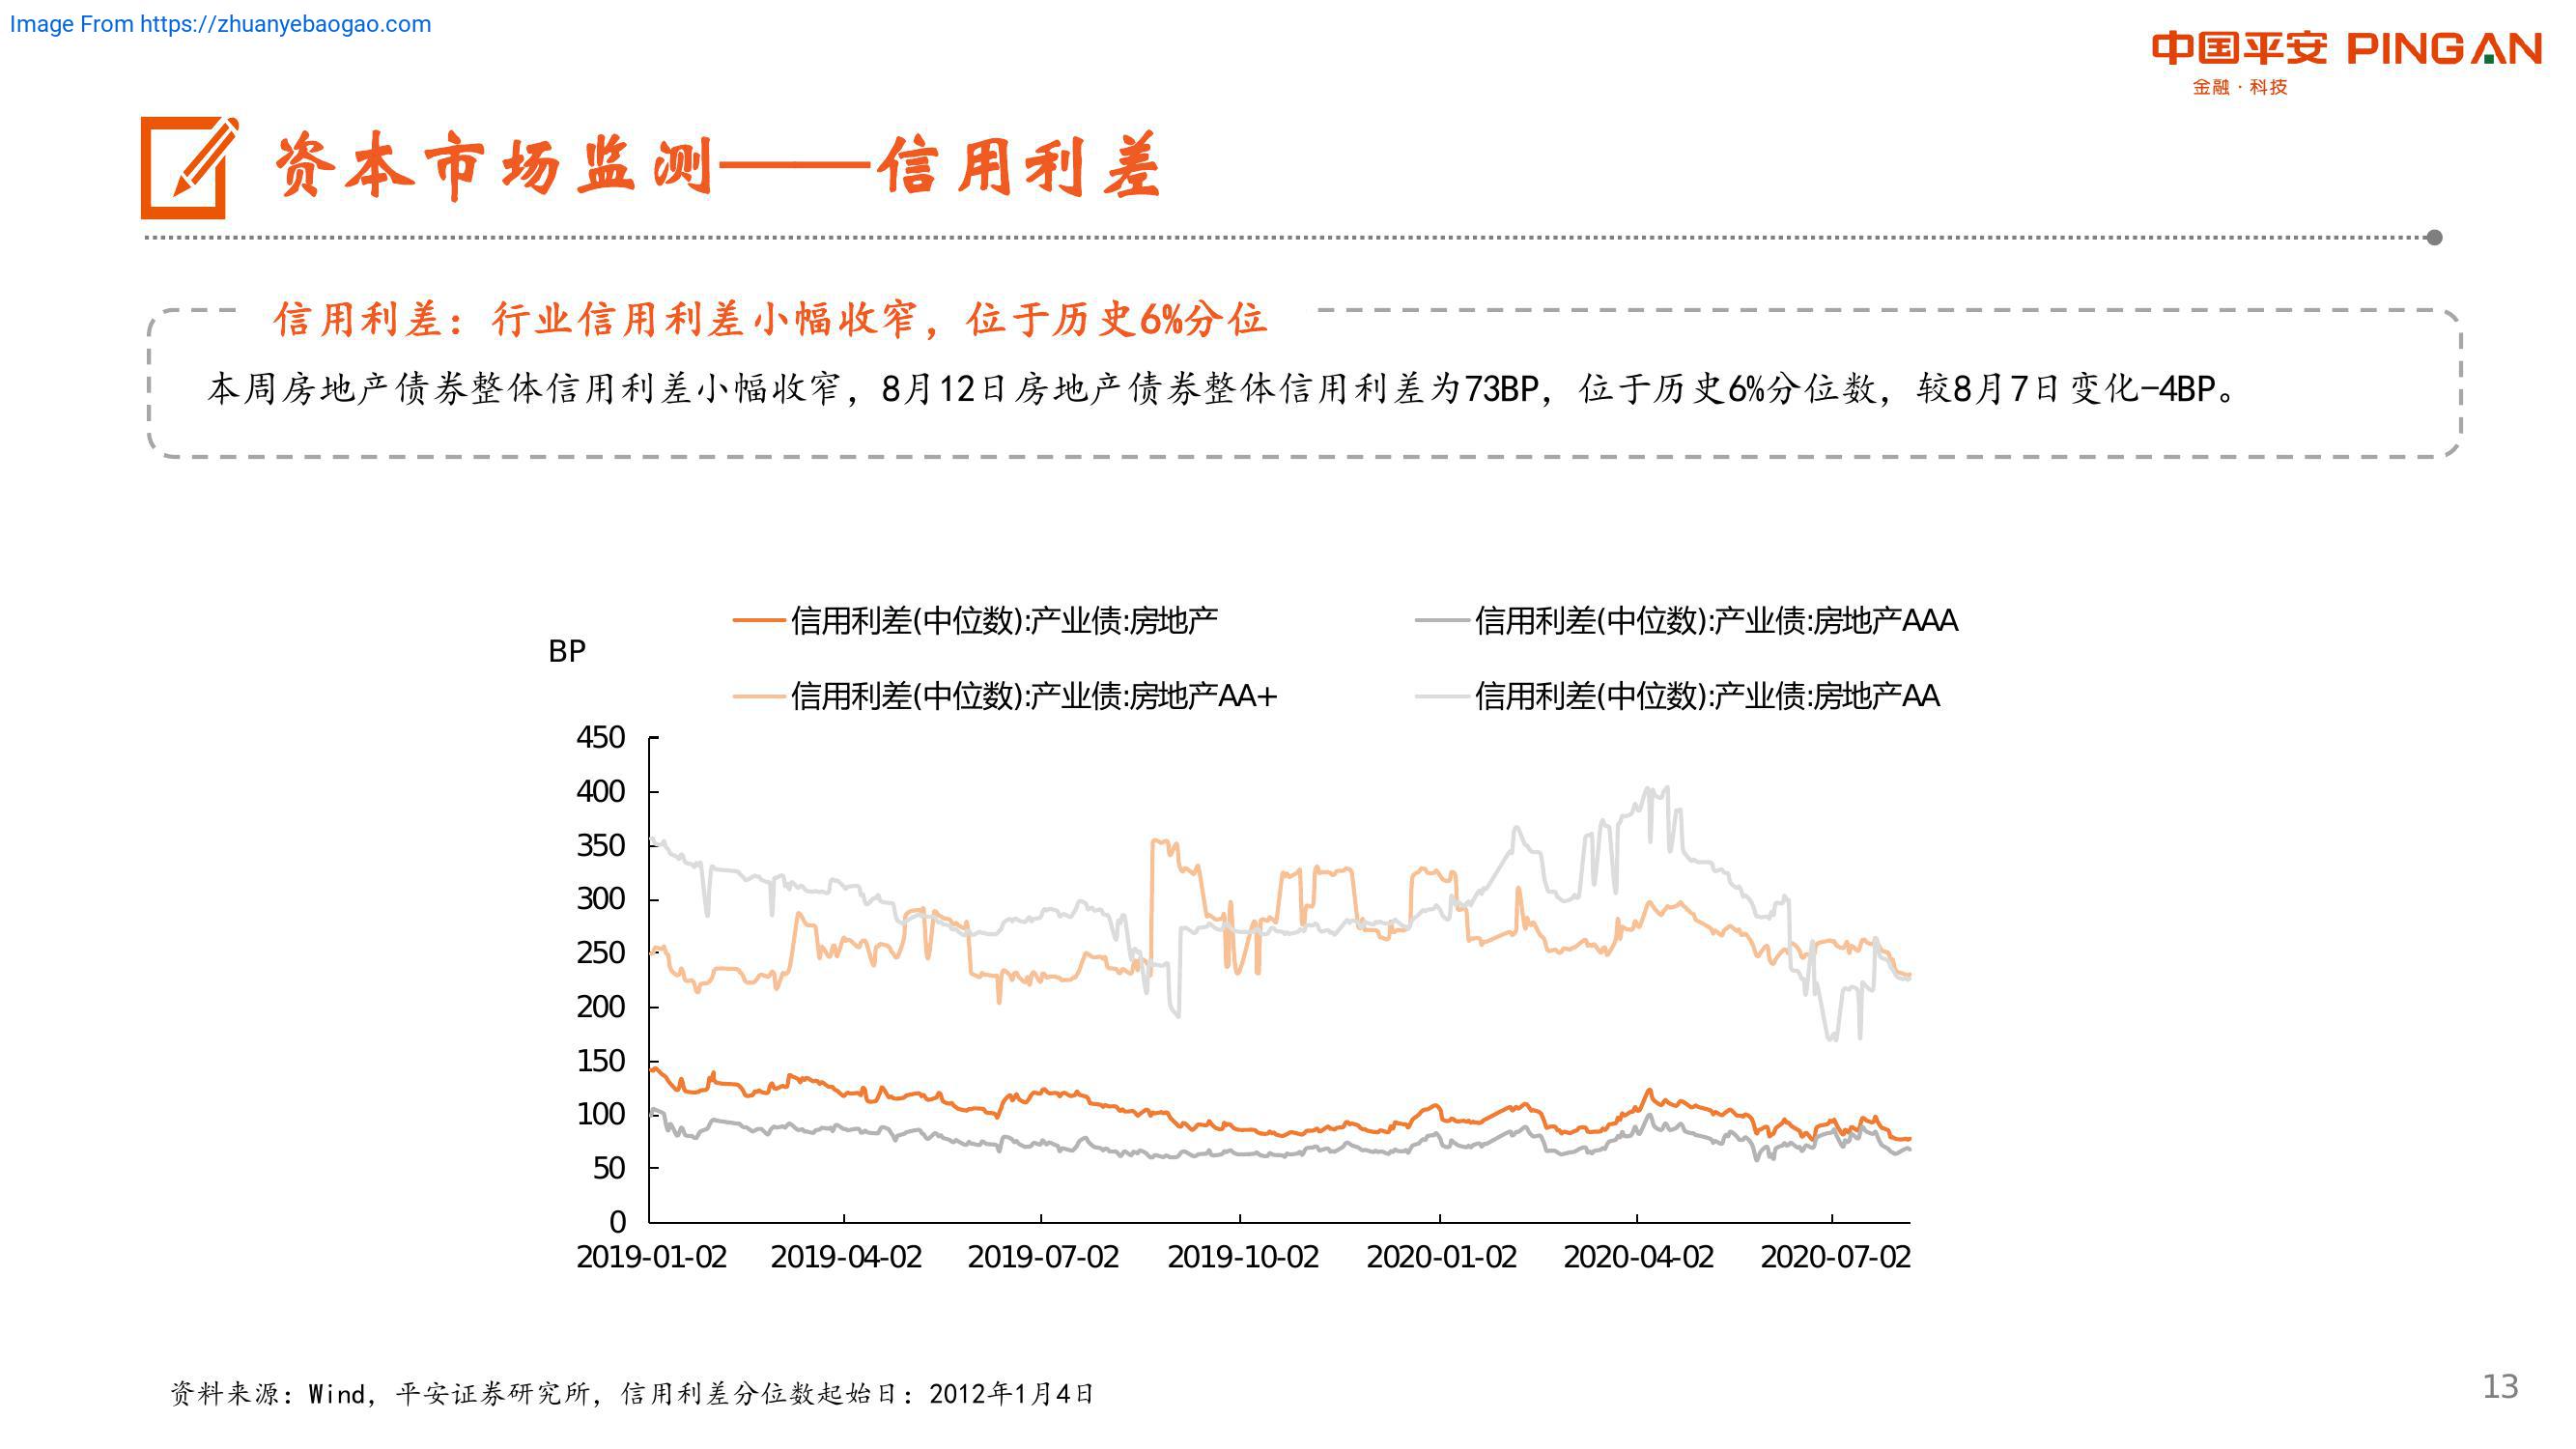 Image From https://zhuanyebaogao.com
中国平安 PINGAN
金融·科技
资本市场监测——信用利差
信用利差：行业信用利差小幅收窄，位于历史6%分位
本周房地产债券整体信用利差小幅收窄，8月12日房地产债券整体信用利差为73BP，位于历史6%分位数，较8月7日变化-4BP。
信用利差(中位数):产业债:房地产
信用利差(中位数):产业债:房地产AAA
BP
信用利差(中位数):产业债:房地产AA+
信用利差(中位数):产业债:房地产AA
450
400
350
300
250
200
150
100
50
0
2019-01-02 2019-04-02 2019-07-02 2019-10-02 2020-01-02 2020-04-02 2020-07-02
资料来源：Wind，平安证券研究所，信用利差分位数起始日：2012年1月4日
13